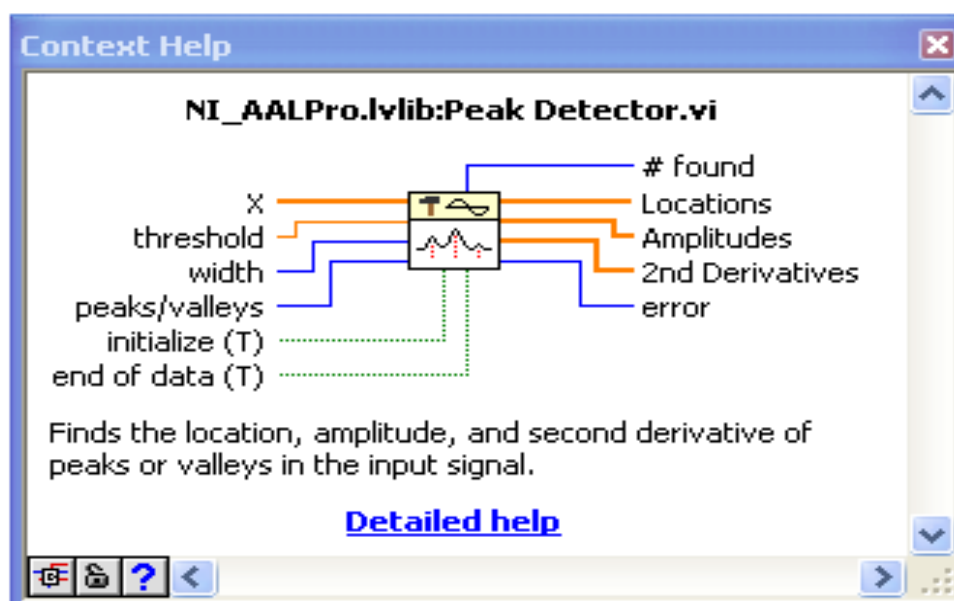 Context Help
NI_AALPro.lvlib:Peak Detector.vi
# found
X
Locations
threshold
Amplitudes
width
2nd Derivatives
peaks/valleys
error
initialize (T)
end of data (T)
Finds the location, amplitude, and second derivative of
peaks or valleys in the input signal.
Detailed help
?